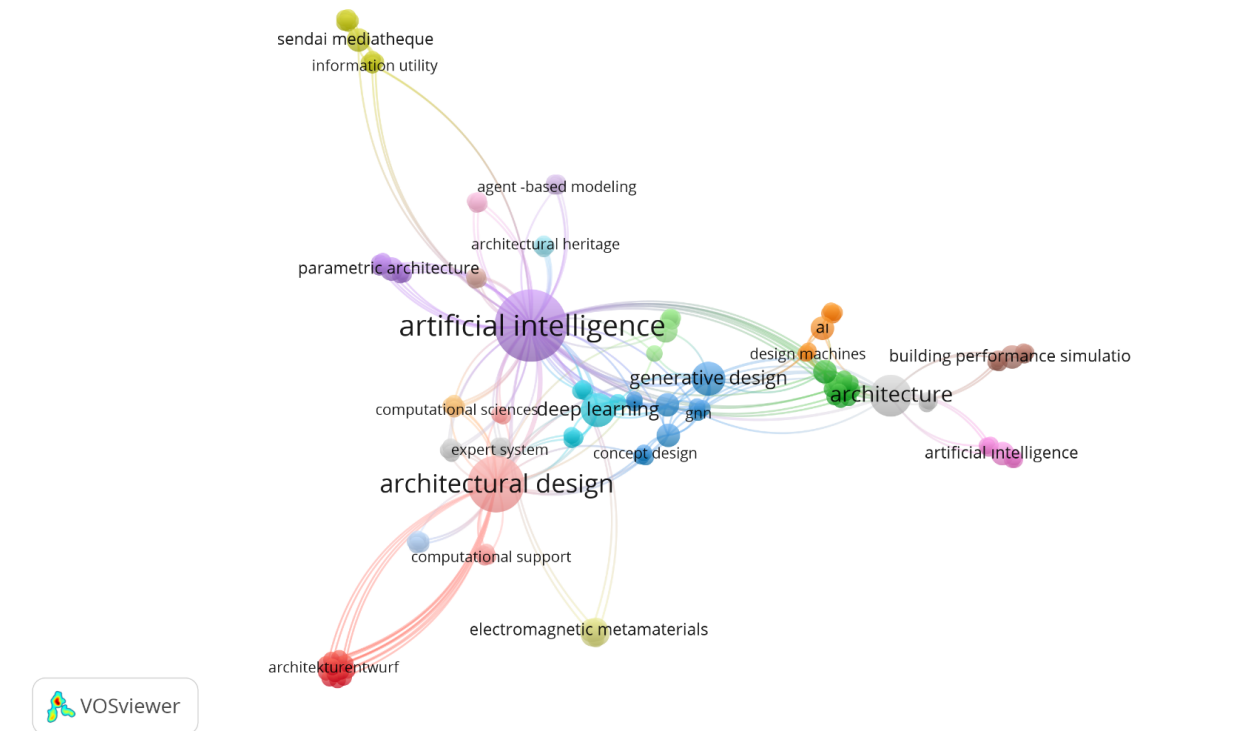 sendai mediatheque
information utility
agent -based modeling
architectural heritage
parametric architecture
artificial intelligence
ai
design machines
building performance simulatio
generative design
architecture
computational sciences
deep learning
gnn
expert system
concept design
artificial intelligence
architectural design
computational support
electromagnetic metamaterials
architekturentwurf
VOSviewer